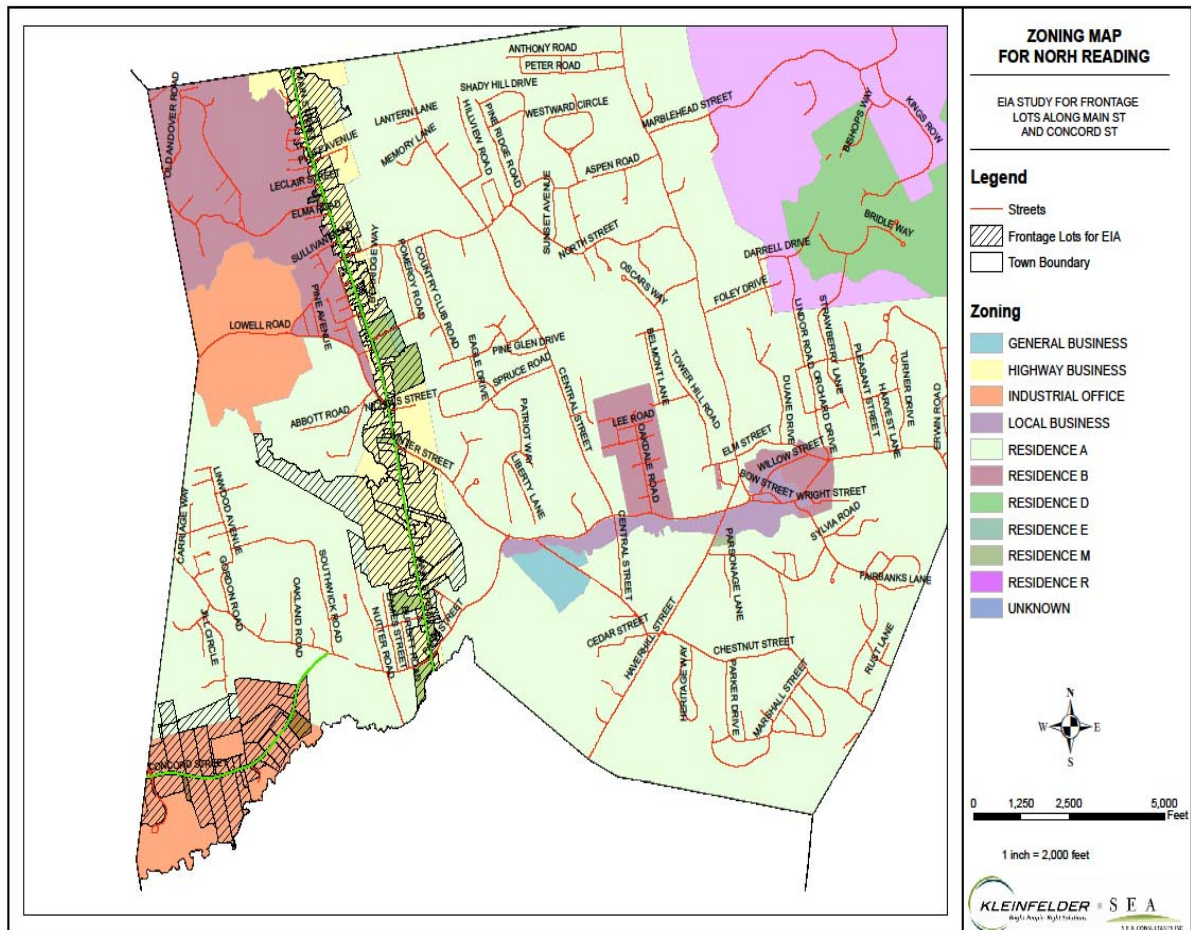 ZONING MAP
FOR NORH READING
EIA STUDY FOR FRONTAGE
LOTS ALONG MAIN ST
AND CONCORD ST
Legend
Streets
Frontage Lots for EIA
Town Boundary
Zoning
GENERAL BUSINESS
HIGHWAY BUSINESS
INDUSTRIAL OFFICE
LOCAL BUSINESS
RESIDENCE A
RESIDENCE B
RESIDENCE D
RESIDENCE E
RESIDENCE M
RESIDENCE R
UNKNOWN
N
W E
S
0 1,250 2,500 5,000
Feet
1 inch = 2,000 feet
KLEINFELDER
Bright People. Right Solutions.
SEA
S E A CONSULTANTS INC.
ANTHONY ROAD
PETER ROAD
SHADY HILL DRIVE
WESTWARD CIRCLE
LANTERN LANE
MEMORY LANE
HILLVIEW ROAD
PINE RIDGE ROAD
MARBLEHEAD STREET
BISHOPS WAY
KINGS ROW
OLD ANDOVER ROAD
LECLAIR STREET
ELMA ROAD
ASPEN ROAD
SUNSET AVENUE
NORTH STREET
BRIDLE WAY
DARRELL DRIVE
FOLEY DRIVE
OSCARS WAY
COUNTRY CLUB ROAD
POMEROY ROAD
LOWELL ROAD
PINE AVENUE
EAGLE DRIVE
PINE GLEN DRIVE
SPRUCE ROAD
CENTRAL STREET
BELMONT LANE
TOWER HILL ROAD
LINDOR ROAD
STRAWBERRY LANE
ORCHARD DRIVE
DUANE DRIVE
PLEASANT STREET
HARVEST LANE
TURNER DRIVE
ERWIN ROAD
ABBOTT ROAD
PATRIOT WAY
LIBERTY LANE
LEE ROAD
OAKDALE ROAD
ELM STREET
WILLOW STREET
BOW STREET
WRIGHT STREET
SYLVIA ROAD
CARRIAGE WAY
LINWOOD AVENUE
GORDON ROAD
JILL CIRCLE
OAKLAND ROAD
SOUTHWICK ROAD
NUTTER ROAD
CENTRAL STREET
PARSONAGE LANE
FAIRBANKS LANE
CEDAR STREET
HAVERHILL STREET
CHESTNUT STREET
HERITAGE WAY
PARKER DRIVE
MARSHALL STREET
RUST LANE
CONCORD STREET